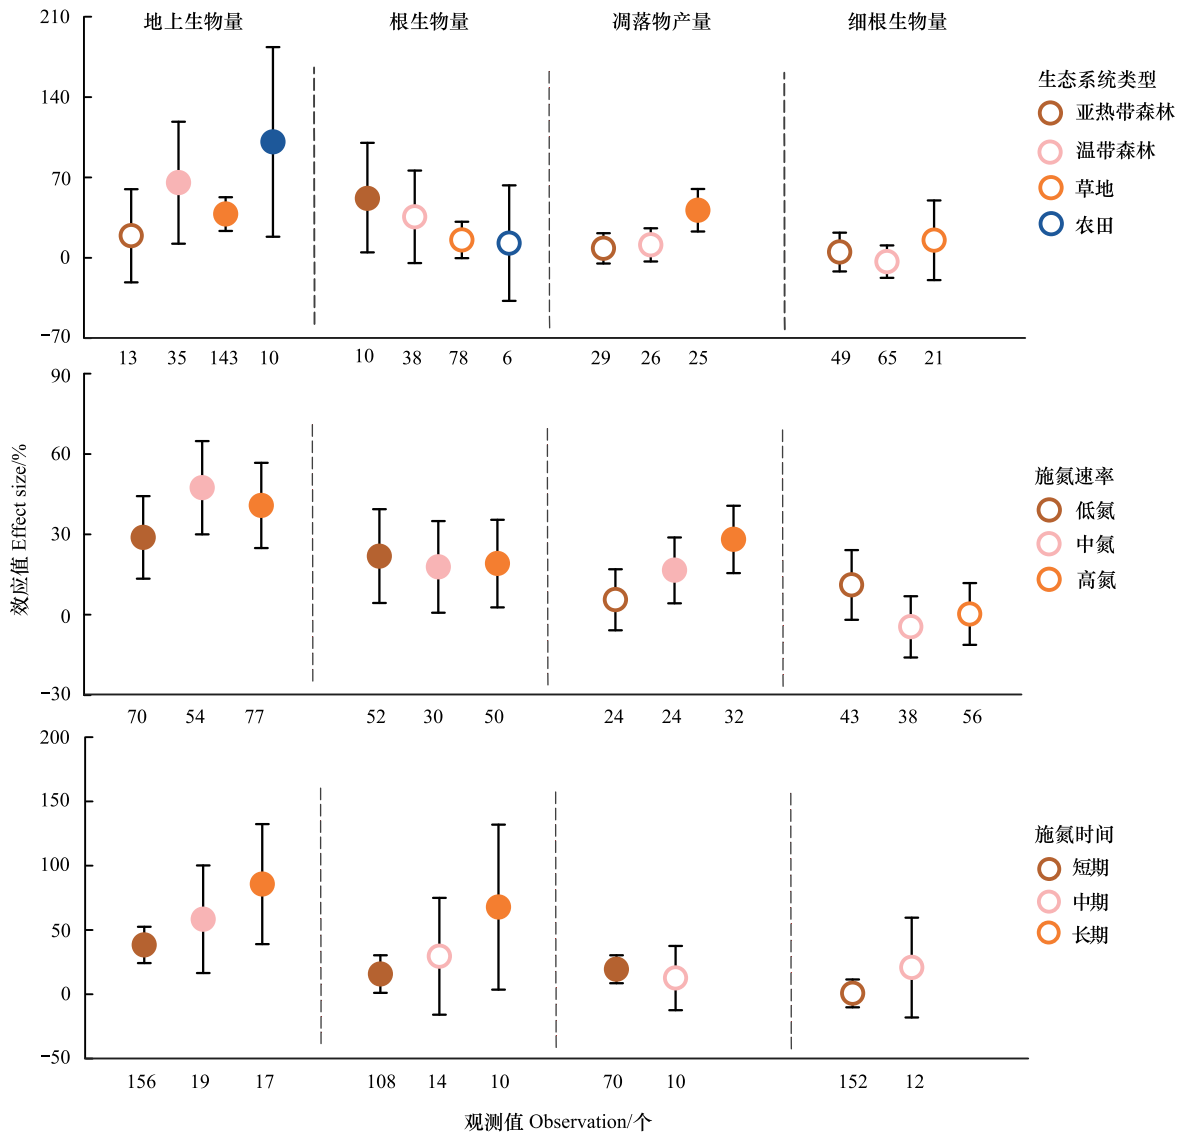 地上生物量 根生物量 凋落物产量 细根生物量
210
140
70
0
−70
13 35 143 10 10 38 78 6 29 26 25 49 65 21
生态系统类型
亚热带森林
温带森林
草地
农田
效应值 Effect size/%
90
60
30
0
−30
70 54 77 52 30 50 24 24 32 43 38 56
施氮速率
低氮
中氮
高氮
200
150
100
50
0
−50
156 19 17 108 14 10 70 10 152 12
施氮时间
短期
中期
长期
观测值 Observation/个